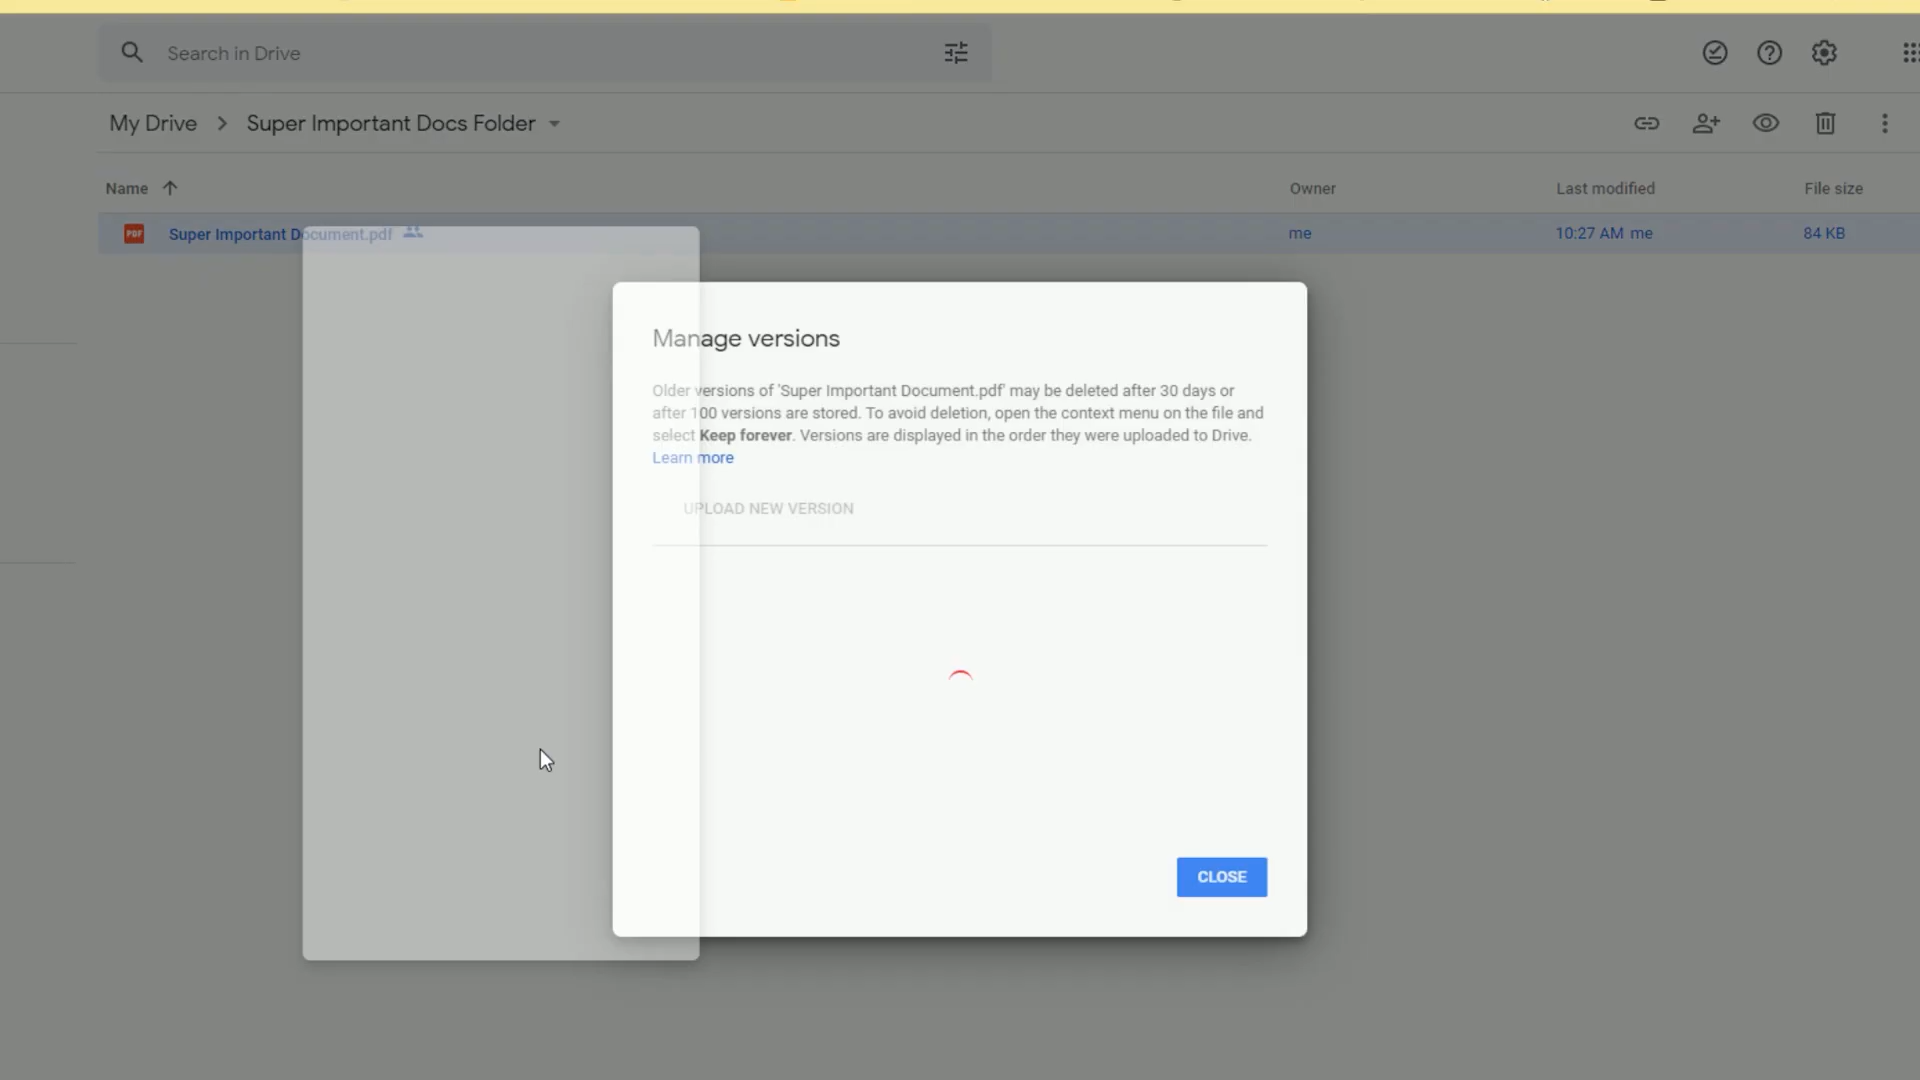 Search in Drive
My Drive > Super Important Docs Folder
Name
Owner
Last modified
File size
PDF
Super Important Document.pdf
me
10:27 AM me
84 KB
Manage versions
Older versions of 'Super Important Document.pdf' may be deleted after 30 days or
after 100 versions are stored. To avoid deletion, open the context menu on the file and
select Keep forever. Versions are displayed in the order they were uploaded to Drive.
Learn more
UPLOAD NEW VERSION
CLOSE